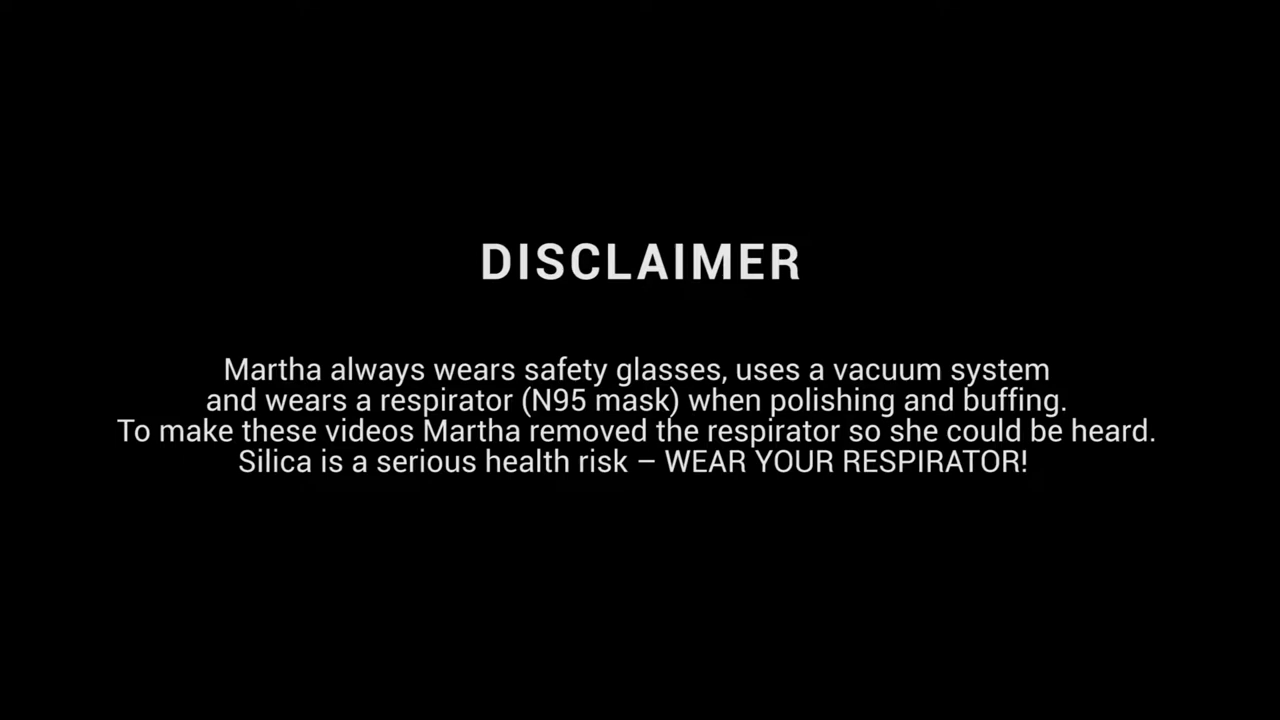 DISCLAIMER
Martha always wears safety glasses, uses a vacuum system
and wears a respirator (N95 mask) when polishing and buffing.
To make these videos Martha removed the respirator so she could be heard.
Silica is a serious health risk – WEAR YOUR RESPIRATOR!